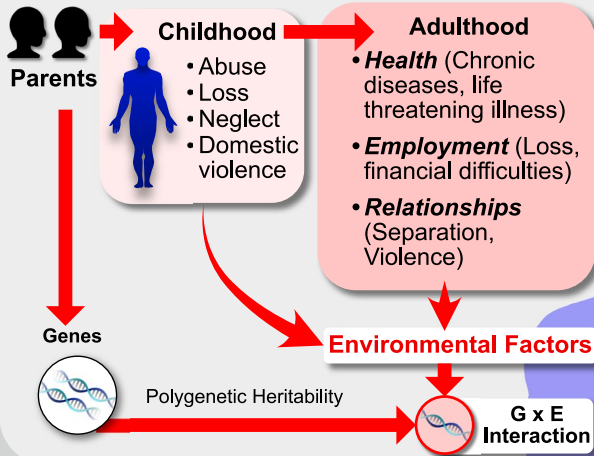 Parents
Childhood
• Abuse
• Loss
• Neglect
• Domestic
violence
Adulthood
• Health (Chronic
diseases, life
threatening illness)
• Employment (Loss,
financial difficulties)
• Relationships
(Separation,
Violence)
Environmental Factors
Genes
Polygenetic Heritability
G x E
Interaction